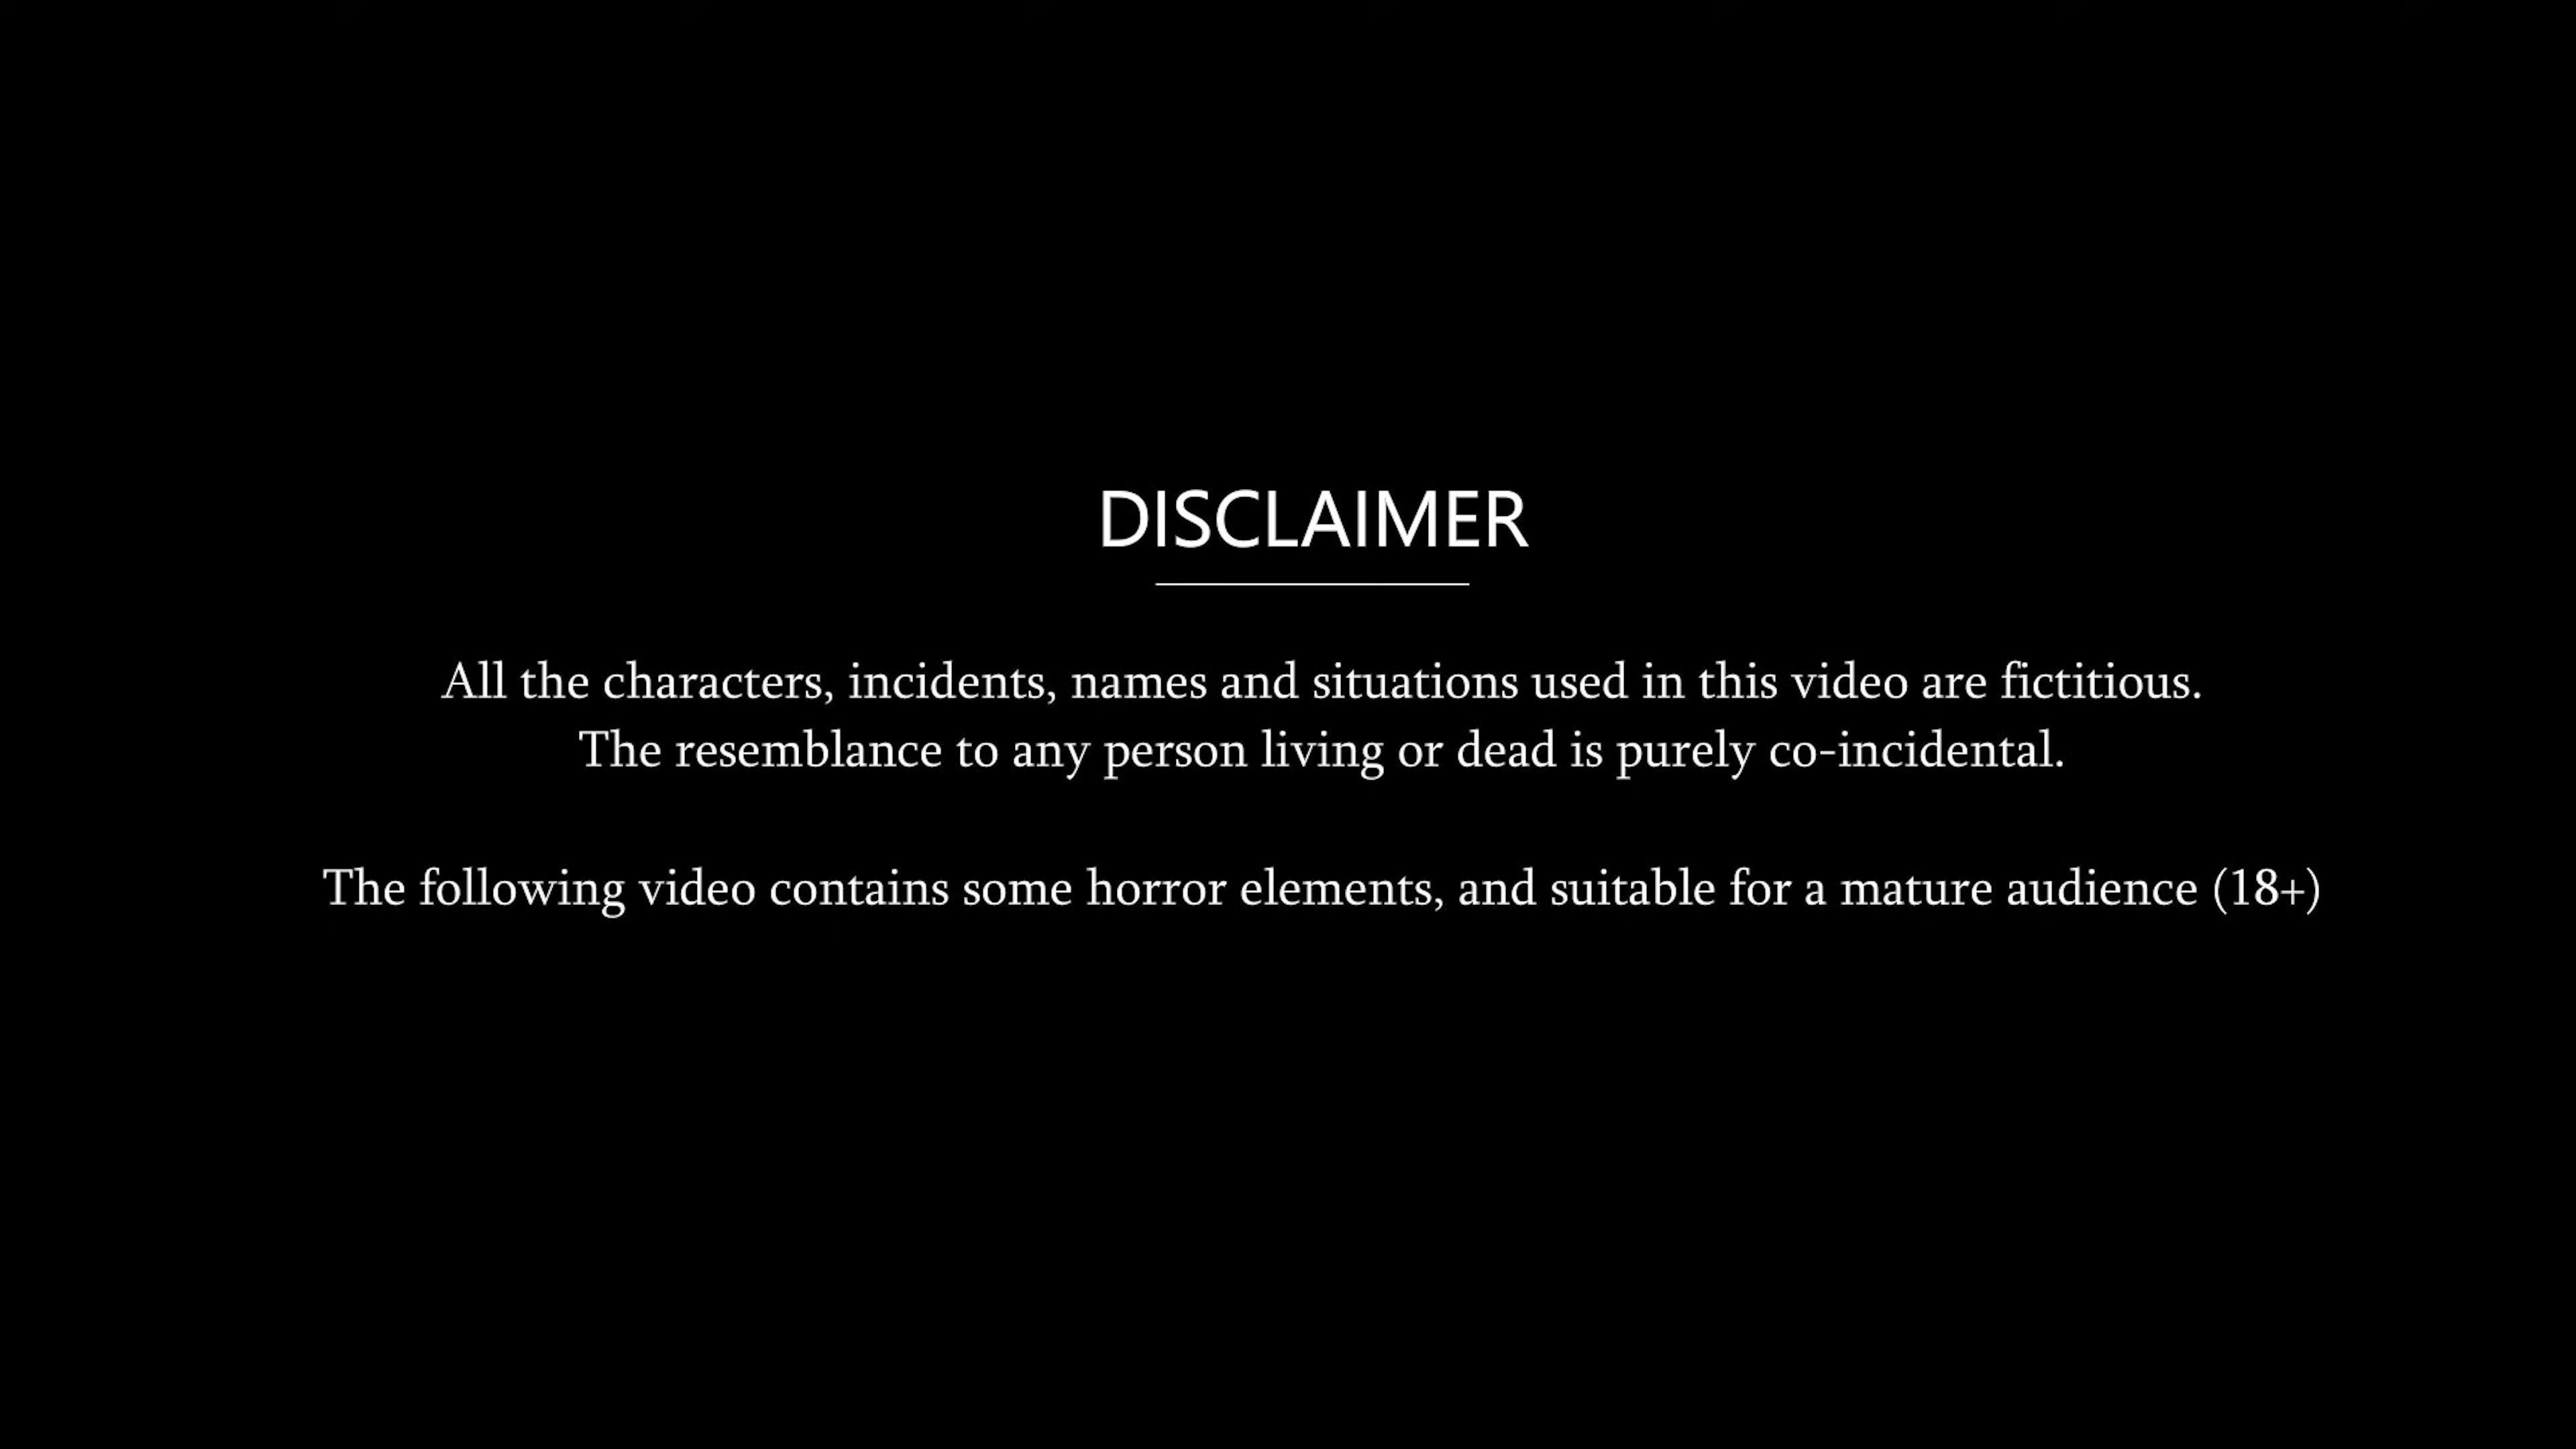 DISCLAIMER
All the characters, incidents, names and situations used in this video are fictitious.
The resemblance to any person living or dead is purely co-incidental.
The following video contains some horror elements, and suitable for a mature audience (18+)